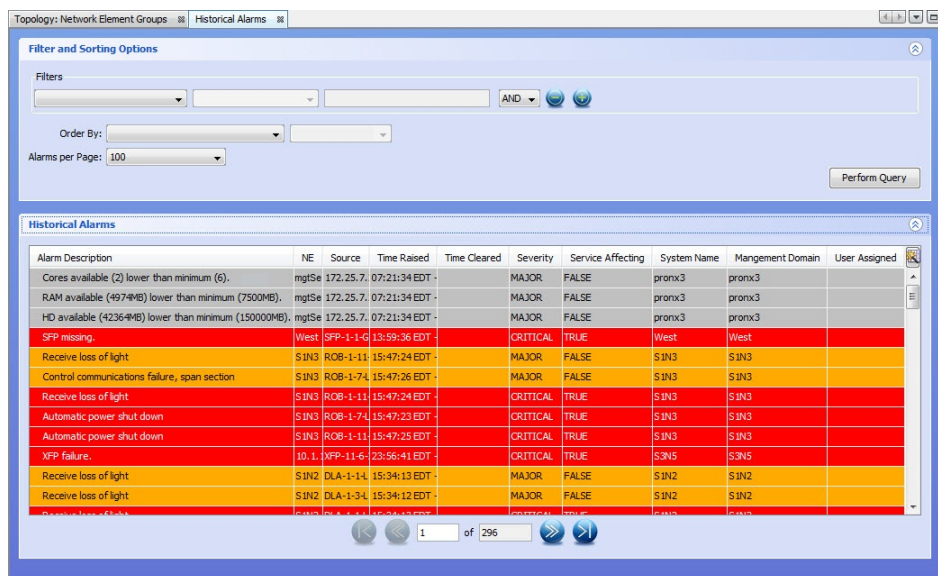 Topology: Network Element Groups Historical Alarms
Filter and Sorting Options
Filters
AND
Order By:
Alarms per Page: 100
Perform Query
Historical Alarms
Alarm Description NE Source Time Raised Time Cleared Severity Service Affecting System Name Mangement Domain User Assigned
Cores available (2) lower than minimum (6). mgtSe 172.25.7. 07:21:34 EDT - MAJOR FALSE pronx3 pronx3
RAM available (4974MB) lower than minimum (7500MB). mgtSe 172.25.7. 07:21:34 EDT - MAJOR FALSE pronx3 pronx3
HD available (42364MB) lower than minimum (150000MB). mgtSe 172.25.7. 07:21:34 EDT - MAJOR FALSE pronx3 pronx3
SFP missing. West SFP-1-1-G 13:59:36 EDT - CRITICAL TRUE West West
Receive loss of light S1N3 ROB-1-11- 15:47:24 EDT - MAJOR FALSE S1N3 S1N3
Control communications failure, span section S1N3 ROB-1-7-L 15:47:26 EDT - MAJOR FALSE S1N3 S1N3
Receive loss of light S1N3 ROB-1-11- 15:47:24 EDT - CRITICAL TRUE S1N3 S1N3
Automatic power shut down S1N3 ROB-1-7-L 15:47:23 EDT - CRITICAL TRUE S1N3 S1N3
Automatic power shut down S1N3 ROB-1-11- 15:47:25 EDT - CRITICAL TRUE S1N3 S1N3
XFP failure. 10.1.1 XFP-11-6- 23:56:41 EDT - CRITICAL TRUE S3N5 S3N5
Receive loss of light S1N2 DLA-1-1-L 15:34:13 EDT - MAJOR FALSE S1N2 S1N2
Receive loss of light S1N2 DLA-1-3-L 15:34:12 EDT - MAJOR FALSE S1N2 S1N2
1 of 296